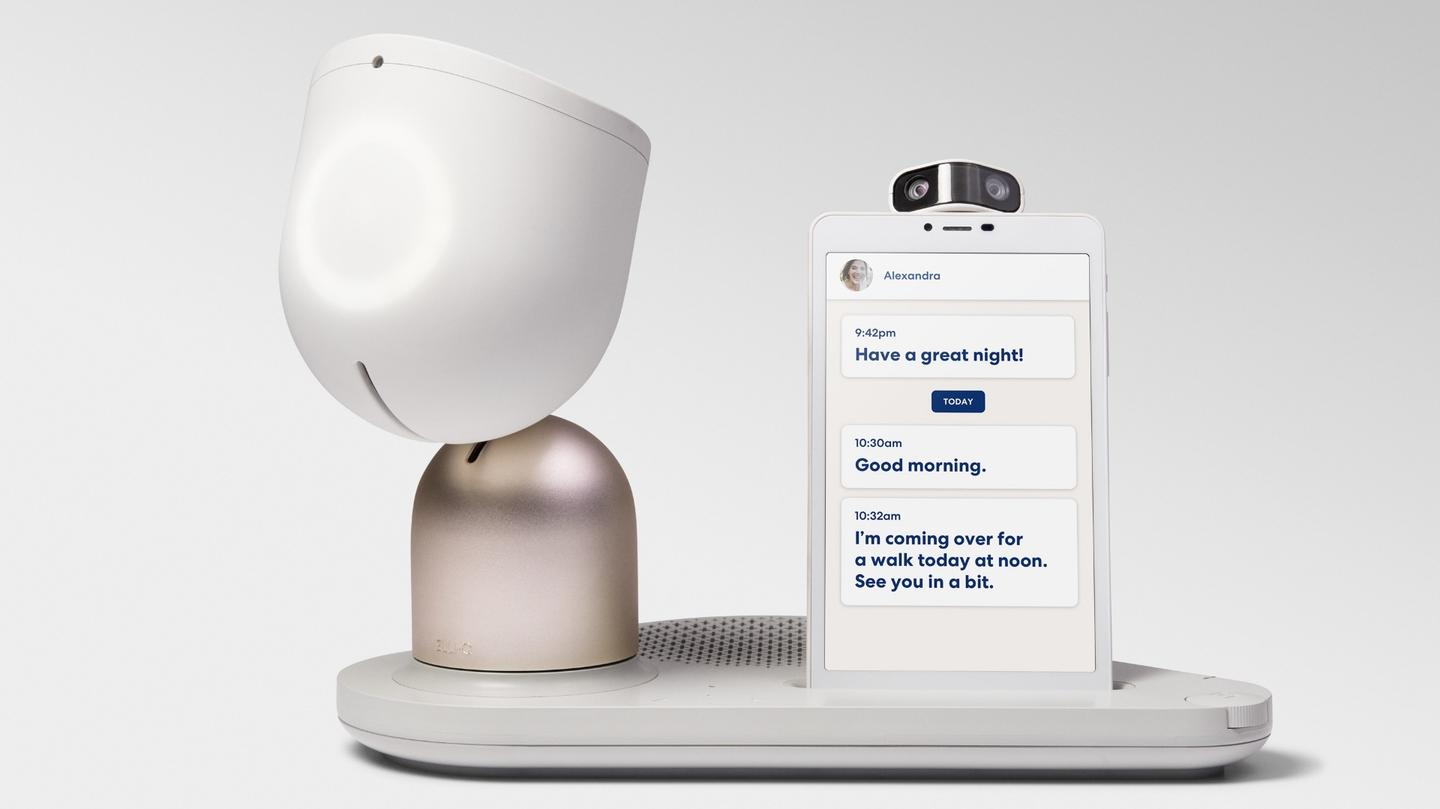 Alexandra
9:42pm
Have a great night!
TODAY
10:30am
Good morning.
10:32am
I'm coming over for
a walk today at noon.
See you in a bit.